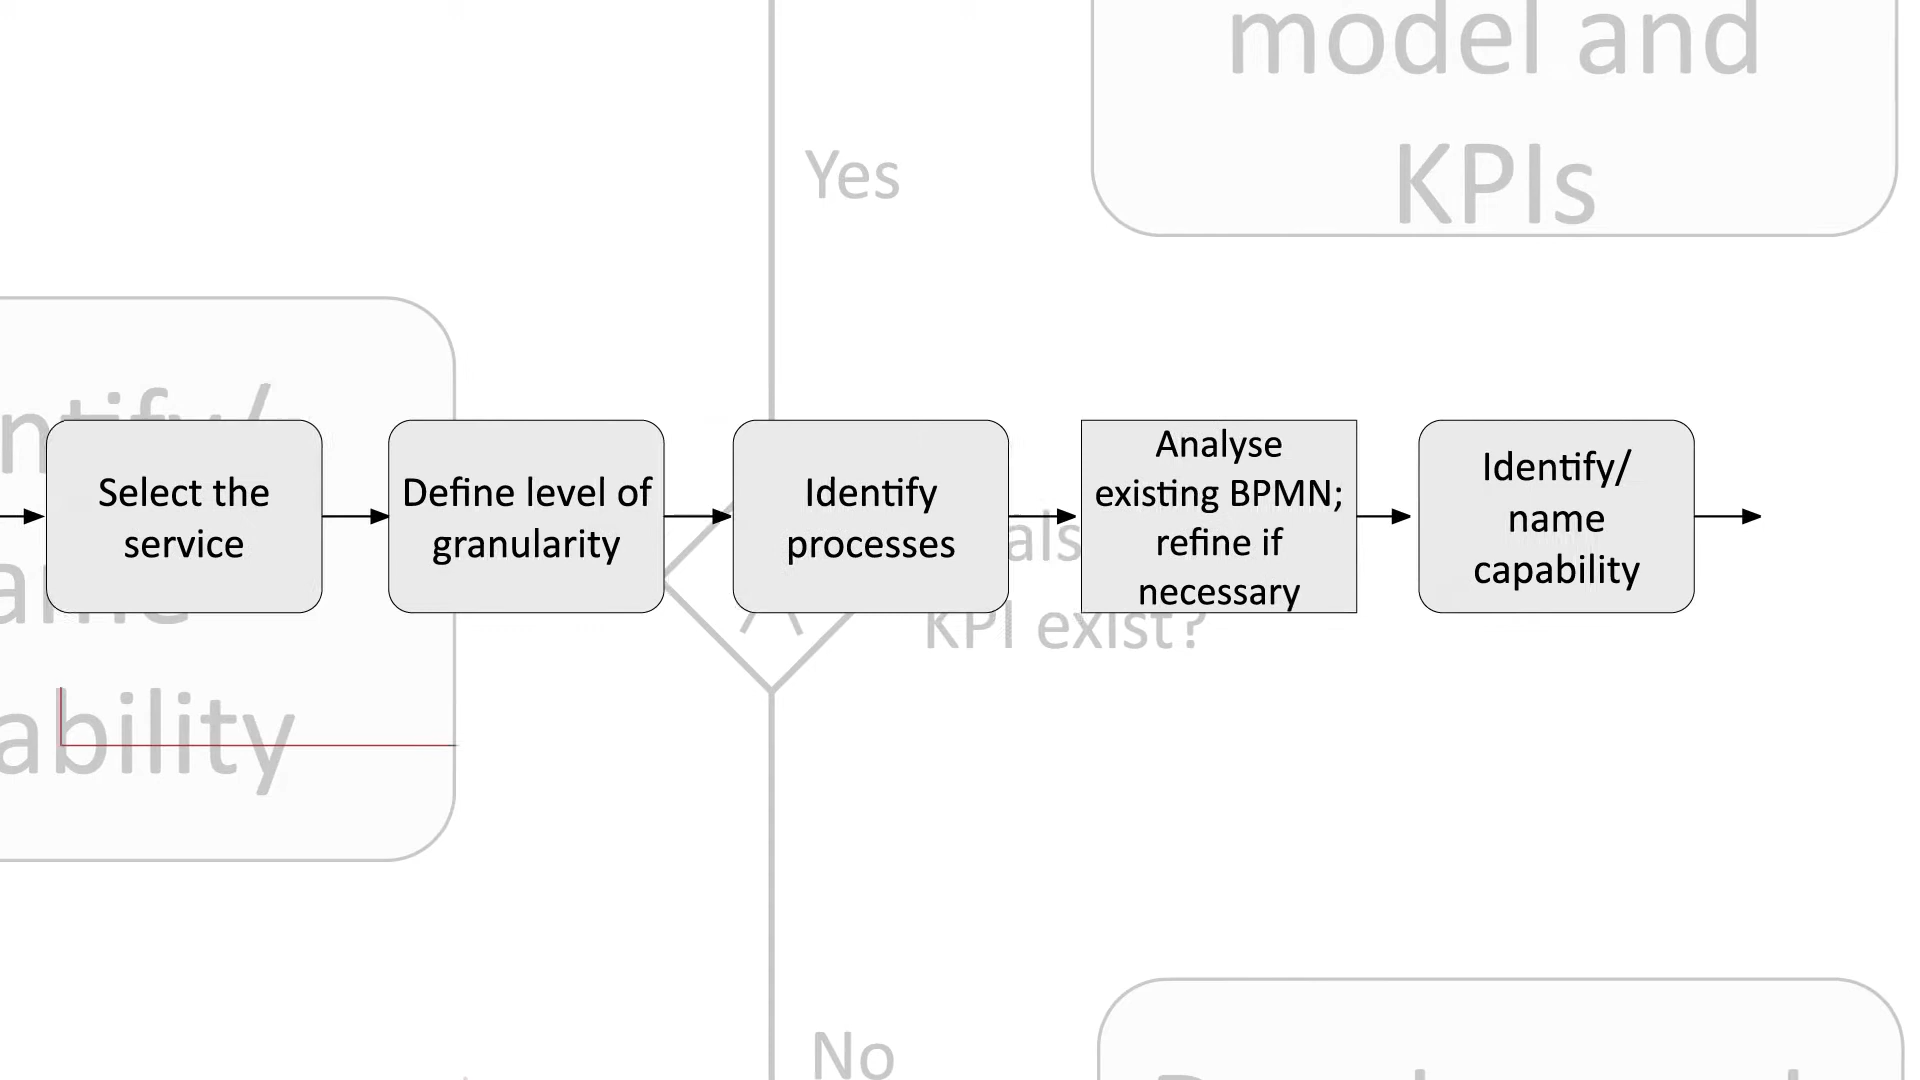 model and
KPIs
Yes
Select the
service
Define level of
granularity
Identify
processes
Analyse
existing BPMN;
refine if
necessary
Identify/
name
capability
KPI exist?
ability
No